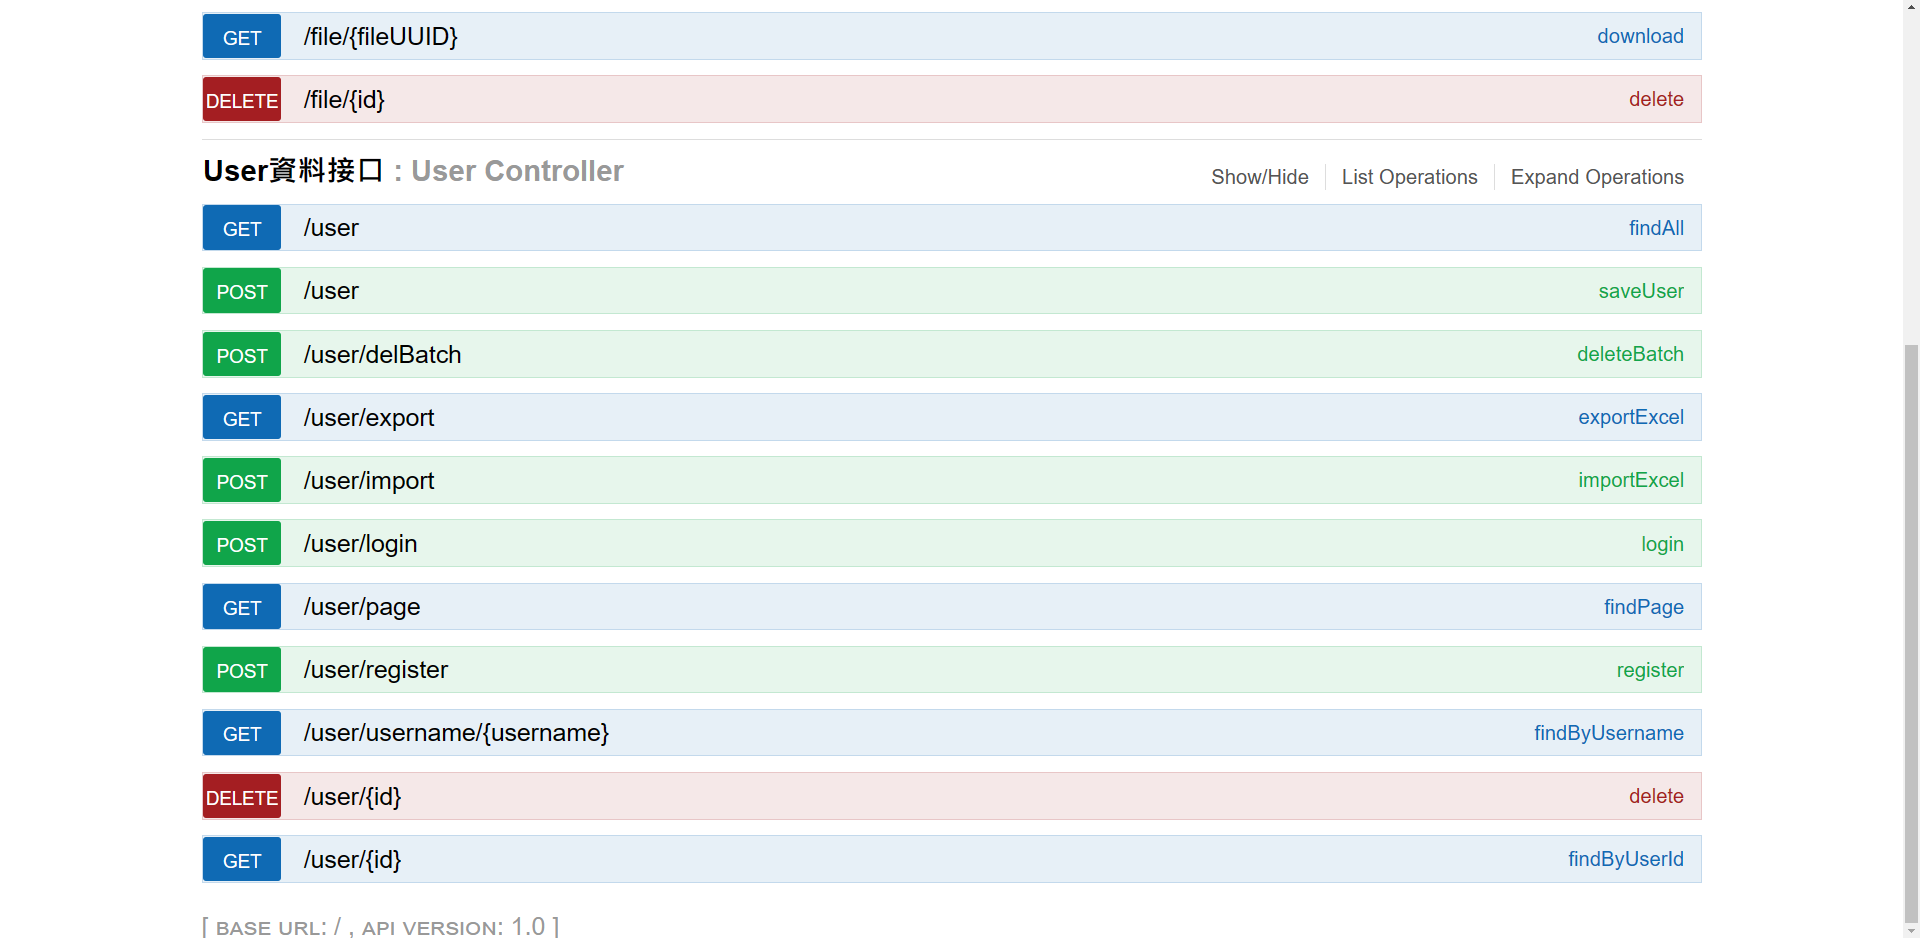 GET /file/{fileUUID} download
DELETE /file/{id} delete
User資料接口 : User Controller Show/Hide List Operations Expand Operations
GET /user findAll
POST /user saveUser
POST /user/delBatch deleteBatch
GET /user/export exportExcel
POST /user/import importExcel
POST /user/login login
GET /user/page findPage
POST /user/register register
GET /user/username/{username} findByUsername
DELETE /user/{id} delete
GET /user/{id} findByUserId
[ BASE URL: / , API VERSION: 1.0 ]